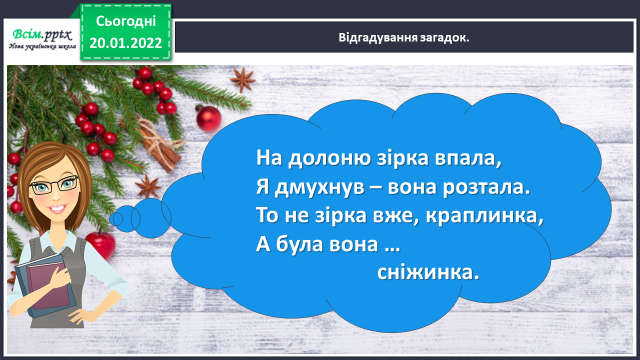 Всім.pptx
Нова українська школа
Сьогодні
20.01.2022
Відгадування загадок.
На долоню зірка впала,
Я дмухнув – вона розтала.
То не зірка вже, краплинка,
А була вона …
сніжинка.